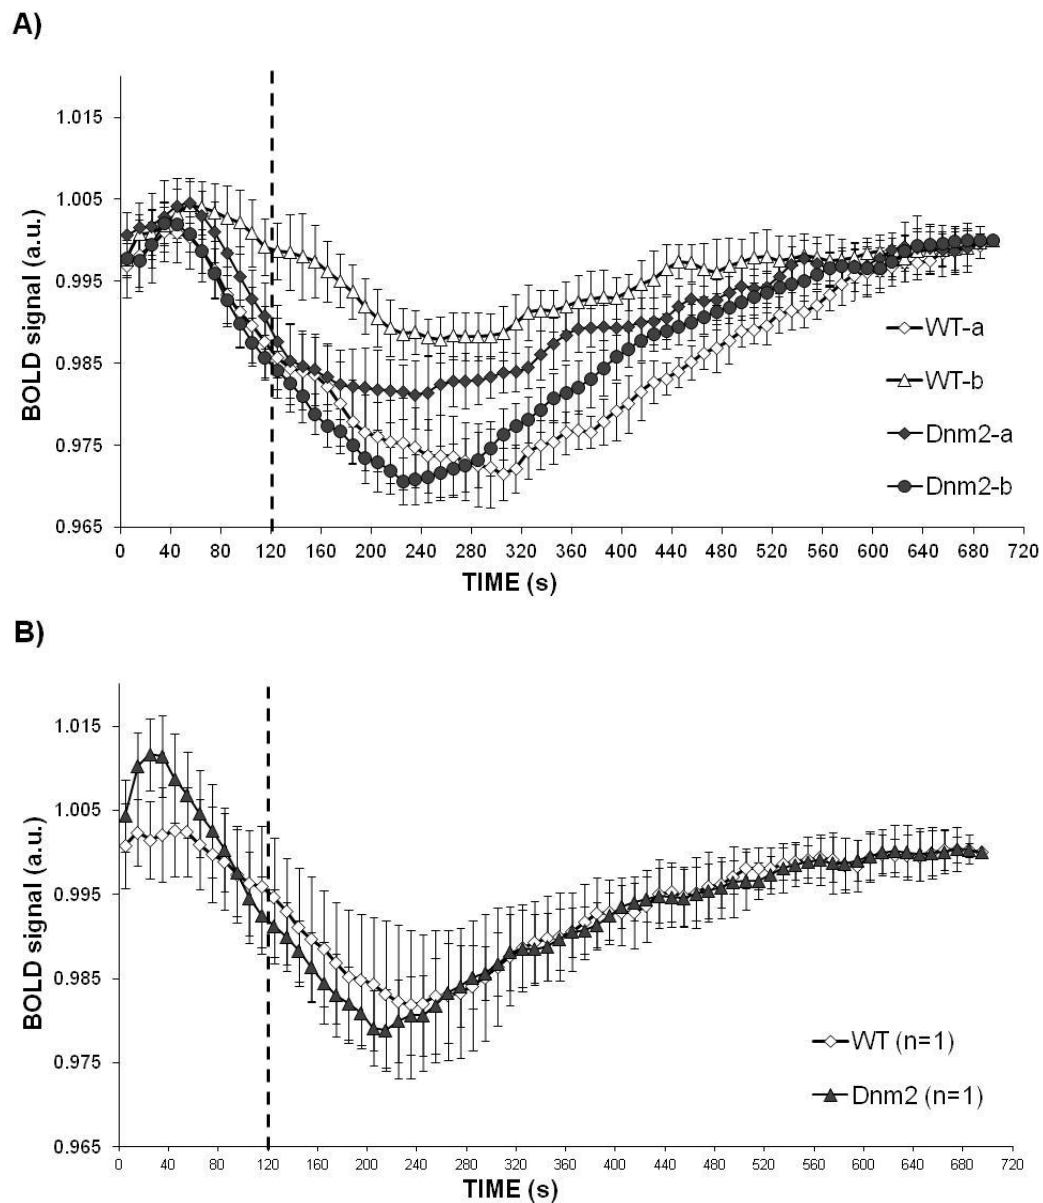 A)
BOLD signal (a.u.)
1.015
1.005
0.995
0.985
0.975
0.965
WT-a
WT-b
Dnm2-a
Dnm2-b
0 40 80 120 160 200 240 280 320 360 400 440 480 520 560 600 640 680 720
TIME (s)
B)
BOLD signal (a.u.)
1.015
1.005
0.995
0.985
0.975
0.965
WT (n=1)
Dnm2 (n=1)
0 40 80 120 160 200 240 280 320 360 400 440 480 520 560 600 640 680 720
TIME (s)